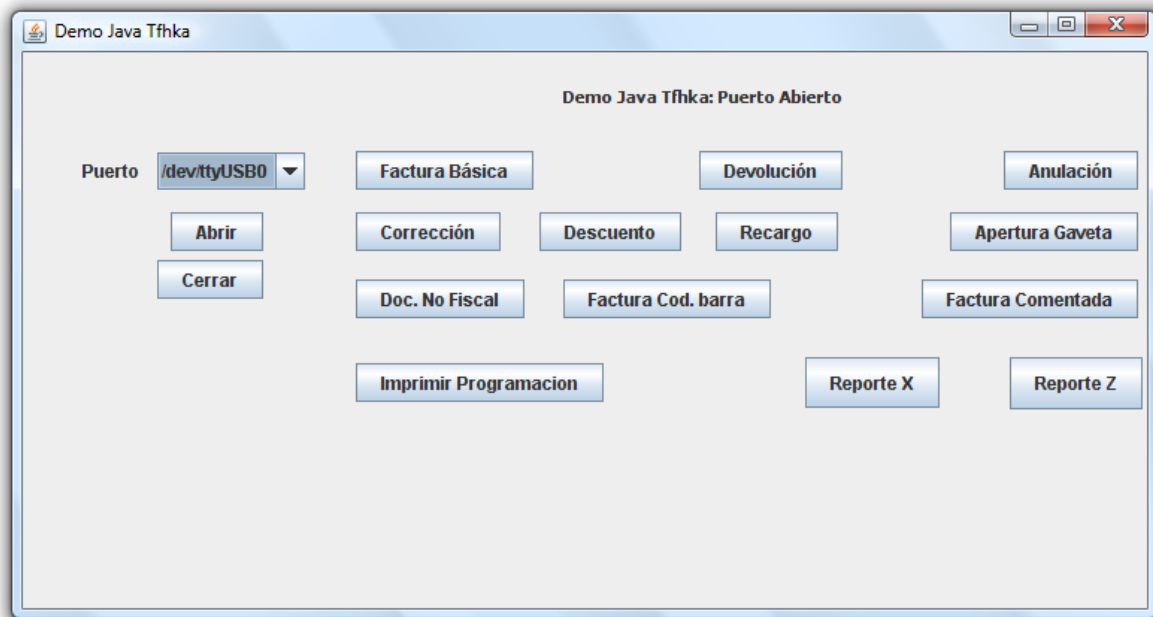 Demo Java Tfhka
Demo Java Tfhka: Puerto Abierto
Puerto /dev/ttyUSB0 Factura Básica Devolución Anulación
Abrir Corrección Descuento Recargo Apertura Gaveta
Cerrar
Doc. No Fiscal Factura Cod. barra Factura Comentada
Imprimir Programacion Reporte X Reporte Z